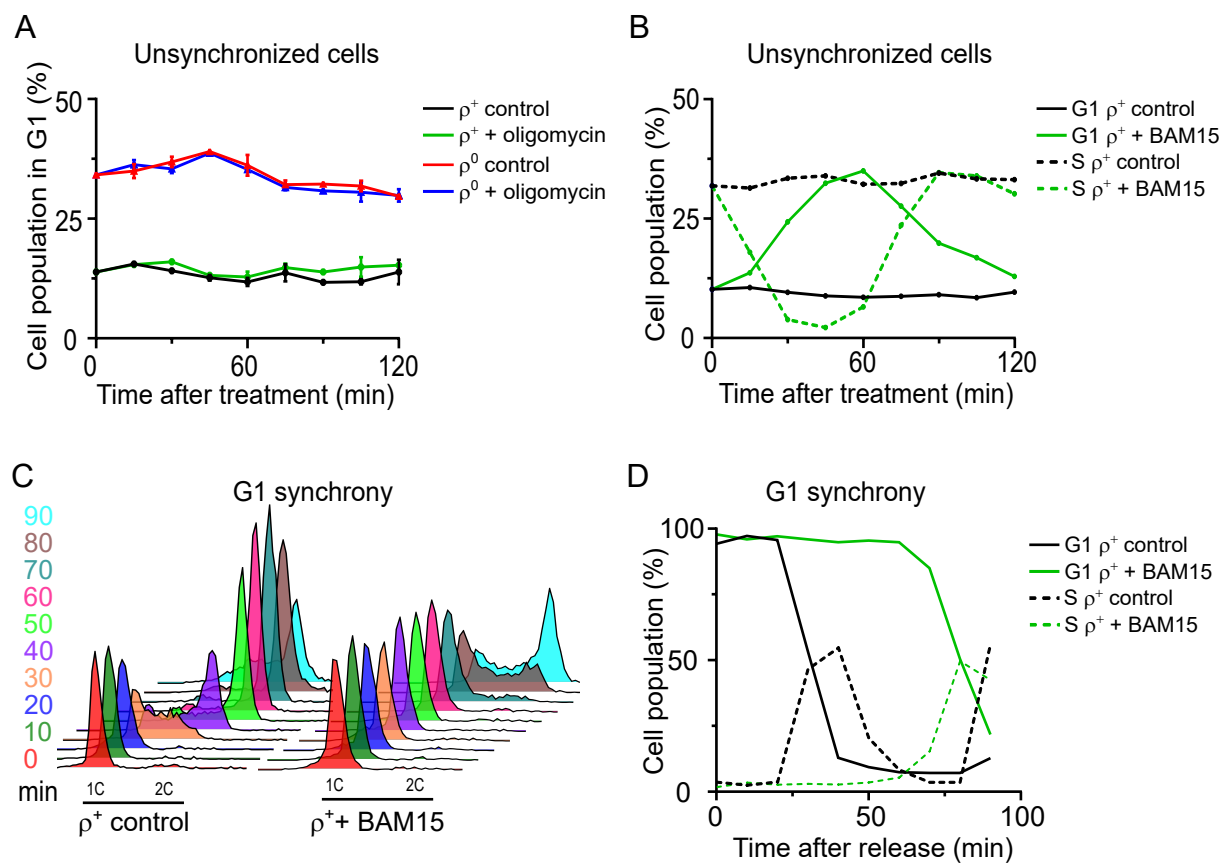 A
Unsynchronized cells
Cell population in G1 (%)
50
25
0
0
60
120
Time after treatment (min)
ρ⁺ control
ρ⁺ + oligomycin
ρ⁰ control
ρ⁰ + oligomycin
B
Unsynchronized cells
Cell population (%)
50
25
0
0
60
120
Time after treatment (min)
G1 ρ⁺ control
G1 ρ⁺ + BAM15
S ρ⁺ control
S ρ⁺ + BAM15
C
G1 synchrony
90
80
70
60
50
40
30
20
10
0
min
1C 2C
ρ⁺ control
1C 2C
ρ⁺+ BAM15
D
G1 synchrony
Cell population (%)
100
50
0
0
50
100
Time after release (min)
G1 ρ⁺ control
G1 ρ⁺ + BAM15
S ρ⁺ control
S ρ⁺ + BAM15